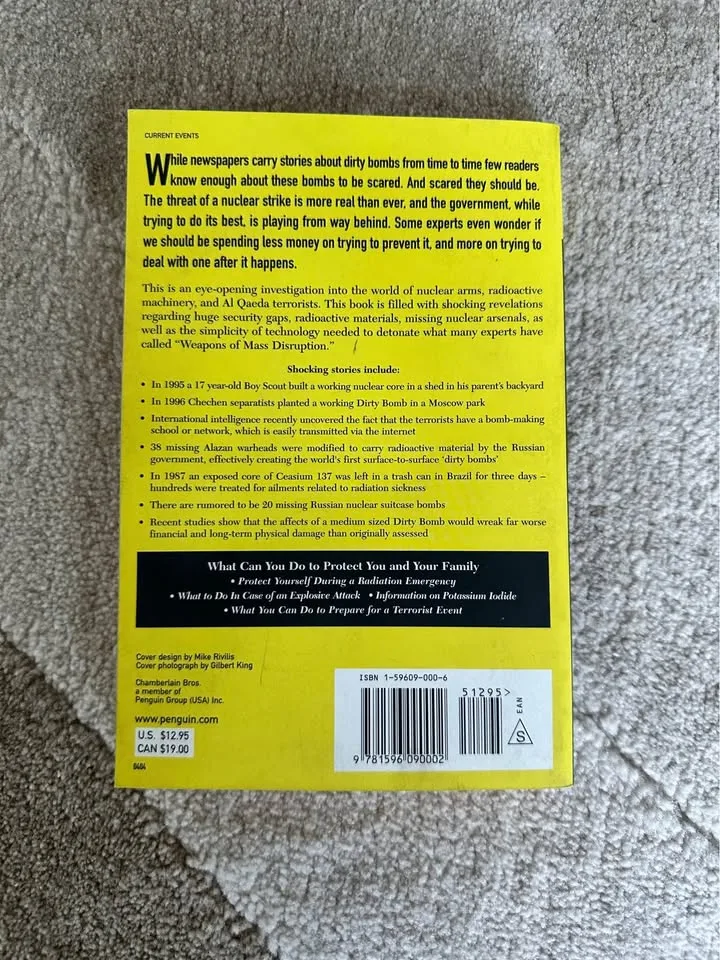 CURRENT EVENTS
While newspapers carry stories about dirty bombs from time to time few readers
know enough about these bombs to be scared. And scared they should be.
The threat of a nuclear strike is more real than ever, and the government, while
trying to do its best, is playing from way behind. Some experts even wonder if
we should be spending less money on trying to prevent it, and more on trying to
deal with one after it happens.
This is an eye-opening investigation into the world of nuclear arms, radioactive
machinery, and Al Qaeda terrorists. This book is filled with shocking revelations
regarding huge security gaps, radioactive materials, missing nuclear arsenals, as
well as the simplicity of technology needed to detonate what many experts have
called “Weapons of Mass Disruption.”
Shocking stories include:
• In 1995 a 17 year-old Boy Scout built a working nuclear core in a shed in his parent's backyard
• In 1996 Chechen separatists planted a working Dirty Bomb in a Moscow park
• International intelligence recently uncovered the fact that the terrorists have a bomb-making
school or network, which is easily transmitted via the internet
• 38 missing Alazan warheads were modified to carry radioactive material by the Russian
government, effectively creating the world's first surface-to-surface 'dirty bombs'
• In 1987 an exposed core of Ceasium 137 was left in a trash can in Brazil for three days –
hundreds were treated for ailments related to radiation sickness
• There are rumored to be 20 missing Russian nuclear suitcase bombs
• Recent studies show that the affects of a medium sized Dirty Bomb would wreak far worse
financial and long-term physical damage than originally assessed
What Can You Do to Protect You and Your Family
• Protect Yourself During a Radiation Emergency
• What to Do In Case of an Explosive Attack • Information on Potassium Iodide
• What You Can Do to Prepare for a Terrorist Event
Cover design by Mike Rivilis
Cover photograph by Gilbert King
Chamberlain Bros.
a member of
Penguin Group (USA) Inc.
www.penguin.com
U.S. $12.95
CAN $19.00
0404
ISBN 1-59609-000-6
51295>
EAN
S
9 781596 090002